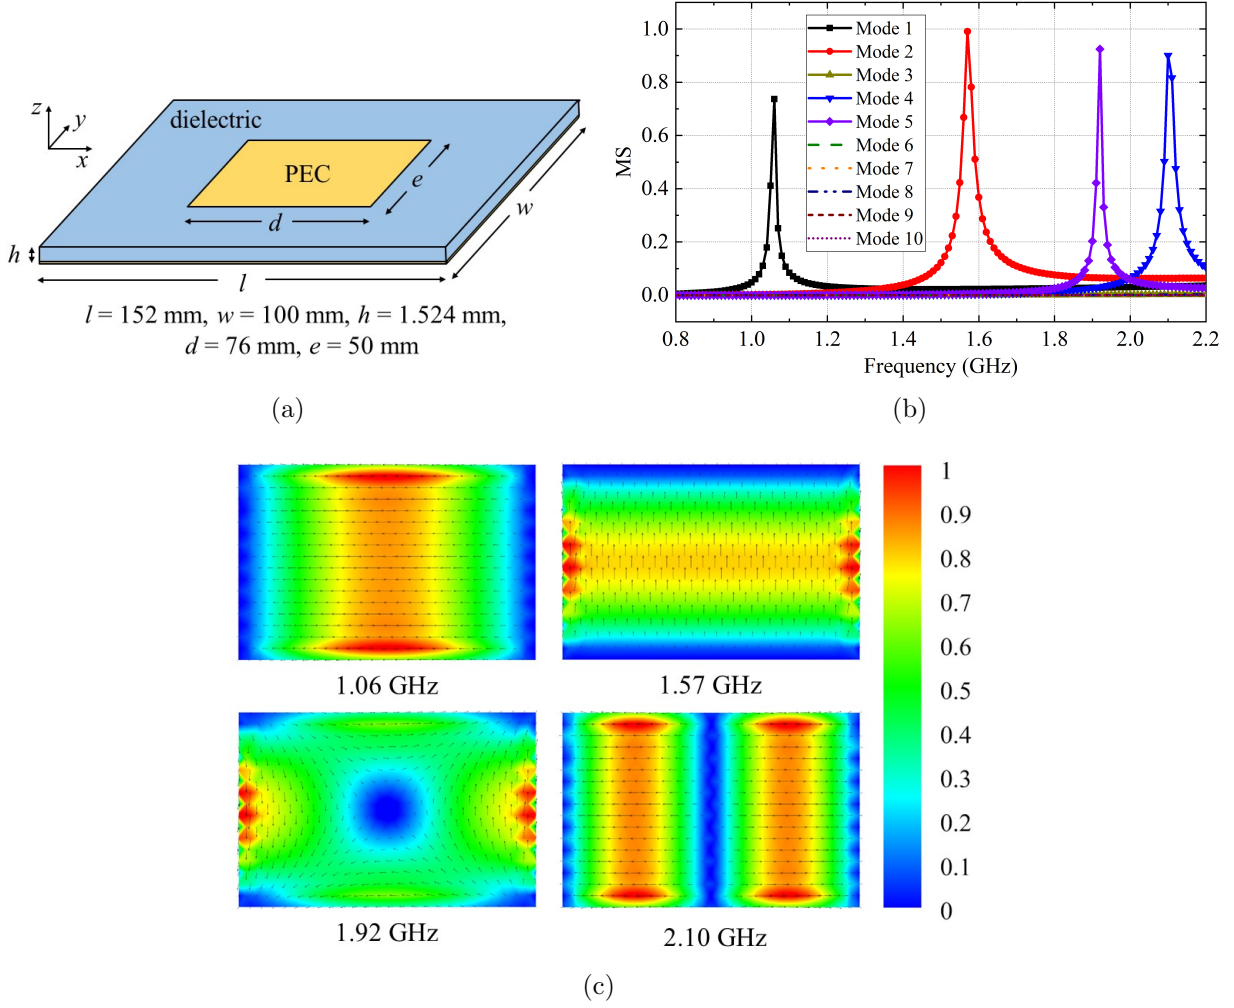 z
y
x
dielectric
PEC
e
d
w
h
l
l = 152 mm, w = 100 mm, h = 1.524 mm,
d = 76 mm, e = 50 mm
(a)
MS
1.0
0.8
0.6
0.4
0.2
0.0
Mode 1
Mode 2
Mode 3
Mode 4
Mode 5
Mode 6
Mode 7
Mode 8
Mode 9
Mode 10
0.8 1.0 1.2 1.4 1.6 1.8 2.0 2.2
Frequency (GHz)
(b)
1.06 GHz
1.57 GHz
1.92 GHz
2.10 GHz
1
0.9
0.8
0.7
0.6
0.5
0.4
0.3
0.2
0.1
0
(c)